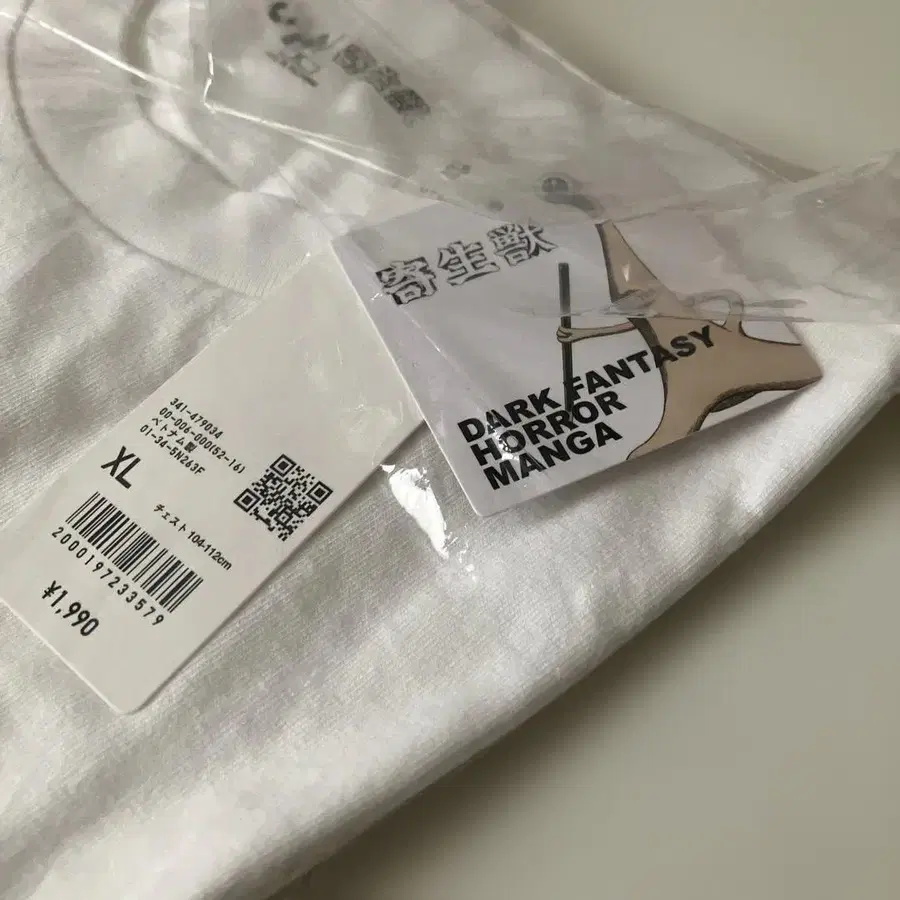 341-479034
00-006-000(52-16)
ベトナム製
01-34-5N263F
XL
チェスト 104-112cm
2000197233579
¥1,990
寄生獣
DARK FANTASY
HORROR
MANGA